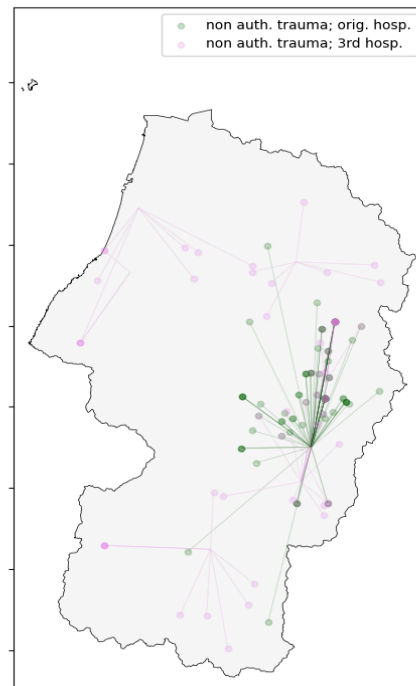 non auth. trauma; orig. hosp.
non auth. trauma; 3rd hosp.